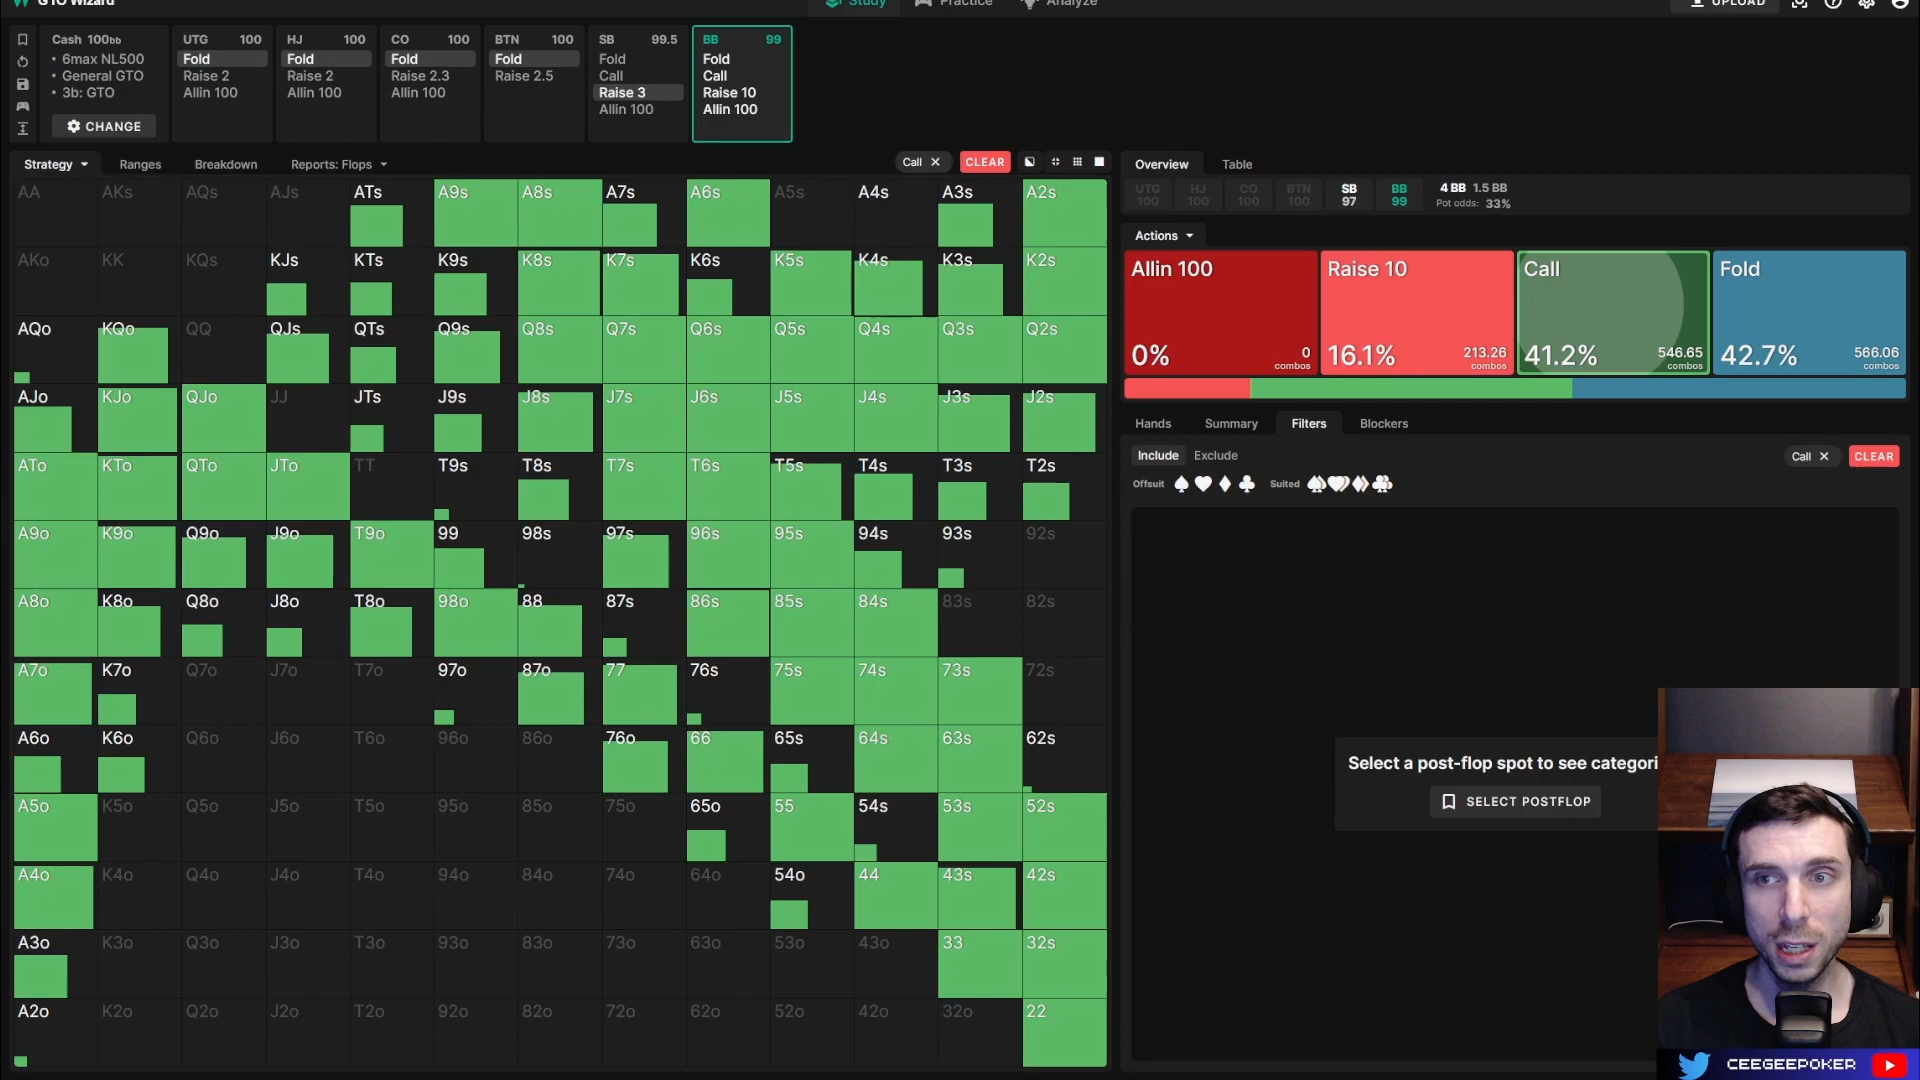 GTO Wizard
Study Practice Analyze
UPLOAD
Cash 100bb
• 6max NL500
• General GTO
• 3b: GTO
CHANGE
UTG 100
Fold
Raise 2
Allin 100
HJ 100
Fold
Raise 2
Allin 100
CO 100
Fold
Raise 2.3
Allin 100
BTN 100
Fold
Raise 2.5
SB 99.5
Fold
Call
Raise 3
Allin 100
BB 99
Fold
Call
Raise 10
Allin 100
Strategy Ranges Breakdown Reports: Flops
Call ✕ CLEAR
AA AKs AQs AJs ATs A9s A8s A7s A6s A5s A4s A3s A2s
AKo KK KQs KJs KTs K9s K8s K7s K6s K5s K4s K3s K2s
AQo KQo QQ QJs QTs Q9s Q8s Q7s Q6s Q5s Q4s Q3s Q2s
AJo KJo QJo JJ JTs J9s J8s J7s J6s J5s J4s J3s J2s
ATo KTo QTo JTo TT T9s T8s T7s T6s T5s T4s T3s T2s
A9o K9o Q9o J9o T9o 99 98s 97s 96s 95s 94s 93s 92s
A8o K8o Q8o J8o T8o 98o 88 87s 86s 85s 84s 83s 82s
A7o K7o Q7o J7o T7o 97o 87o 77 76s 75s 74s 73s 72s
A6o K6o Q6o J6o T6o 96o 86o 76o 66 65s 64s 63s 62s
A5o K5o Q5o J5o T5o 95o 85o 75o 65o 55 54s 53s 52s
A4o K4o Q4o J4o T4o 94o 84o 74o 64o 54o 44 43s 42s
A3o K3o Q3o J3o T3o 93o 83o 73o 63o 53o 43o 33 32s
A2o K2o Q2o J2o T2o 92o 82o 72o 62o 52o 42o 32o 22
Overview Table
UTG HJ CO BTN SB BB
100 100 100 100 97 99
4 BB 1.5 BB
Pot odds: 33%
Actions
Allin 100
0% 0 combos
Raise 10
16.1% 213.26 combos
Call
41.2% 546.65 combos
Fold
42.7% 566.06 combos
Hands Summary Filters Blockers
Include Exclude
Call ✕ CLEAR
Offsuit ♠ ♥ ♦ ♣ Suited
Select a post-flop spot to see categori
SELECT POSTFLOP
CEEGEEPOKER